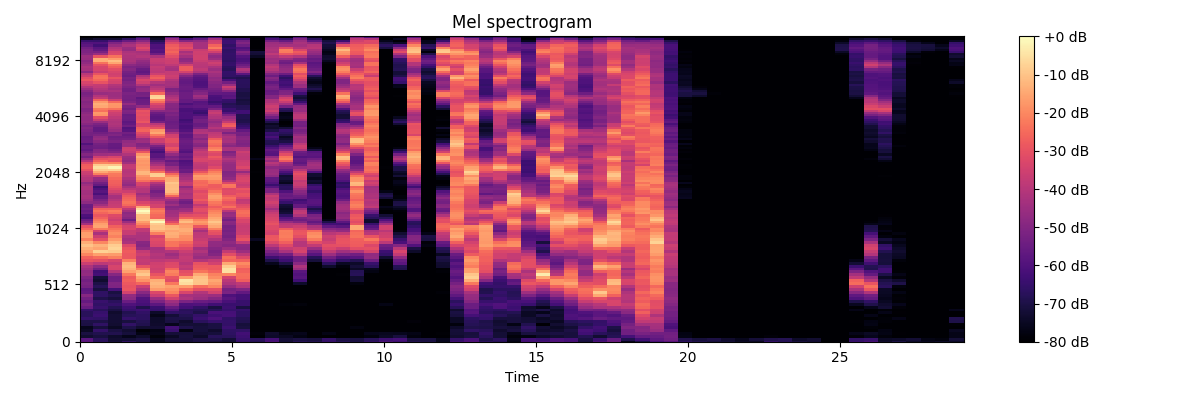 Mel spectrogram
+0 dB
8192
-10 dB
4096
-20 dB
-30 dB
2048
-40 dB
Hz
1024
-50 dB
-60 dB
512
-70 dB
0
-80 dB
0 5 10 15 20 25
Time